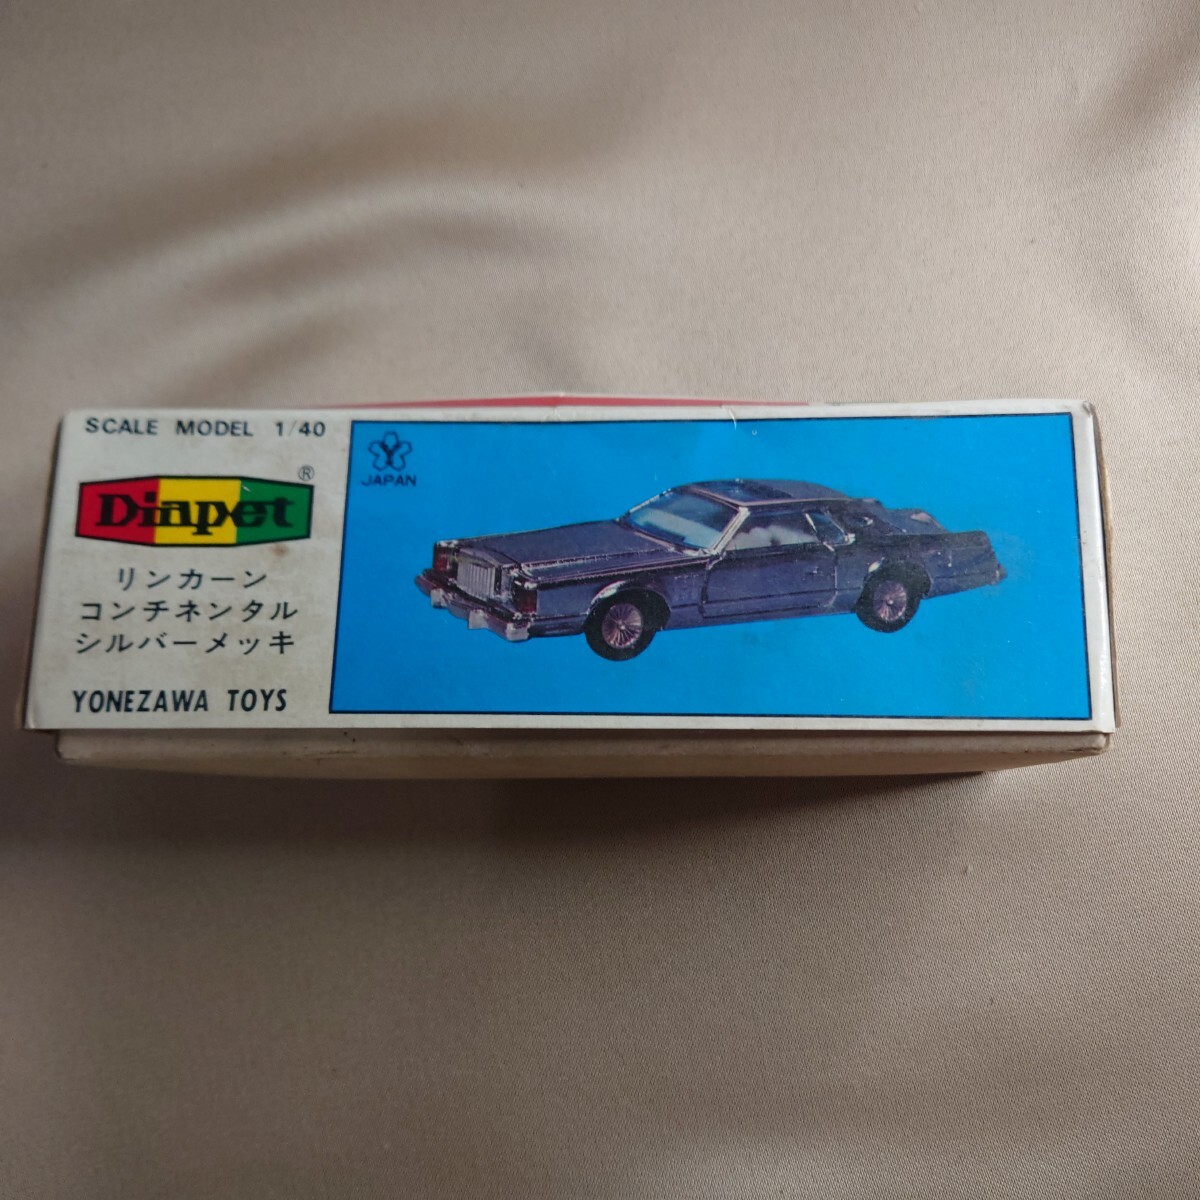 SCALE MODEL 1/40
Diapet®
リンカーン
コンチネンタル
シルバーメッキ
YONEZAWA TOYS
Y
JAPAN